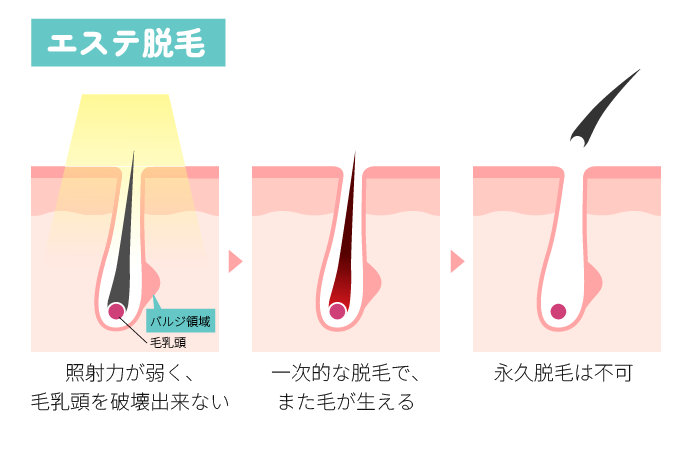 エステ脱毛
バルジ領域
毛乳頭
照射力が弱く、
毛乳頭を破壊出来ない
一次的な脱毛で、
また毛が生える
永久脱毛は不可